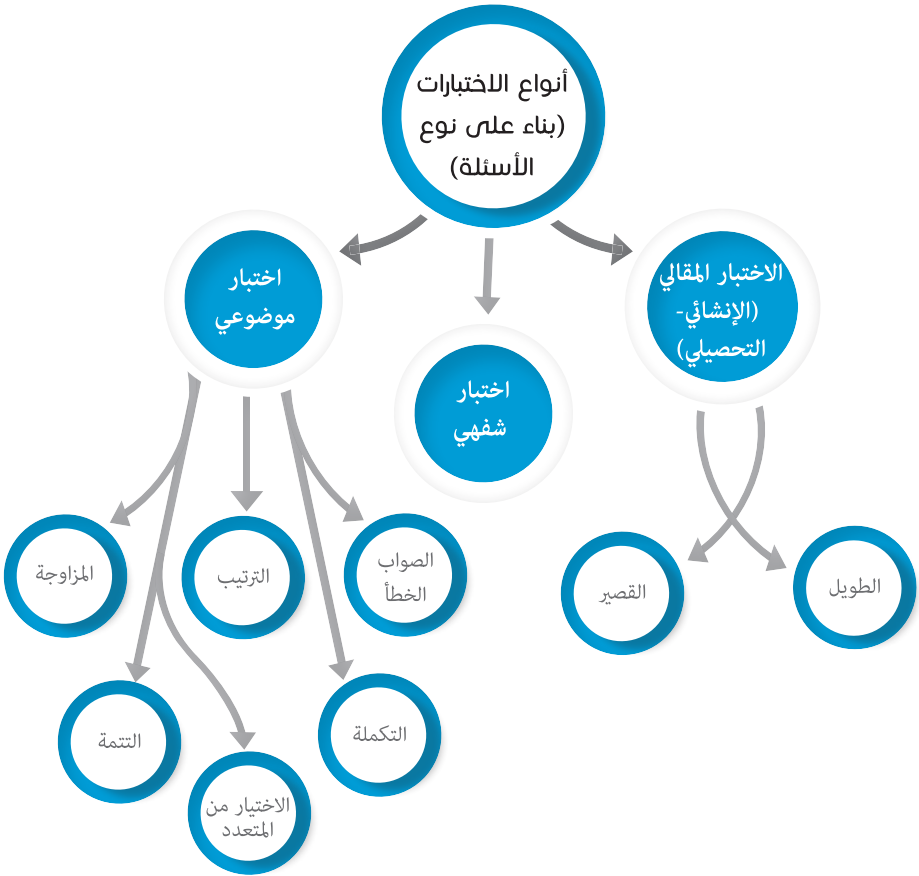 أنواع الاختبارات
(بناء على نوع
الأسئلة)
الاختبار المقالي
(الإنشائي-
التحصيلي)
اختبار
شفهي
اختبار
موضوعي
الطويل
القصير
الصواب
الخطأ
الترتيب
المزاوجة
التكملة
التتمة
الاختيار من
المتعدد